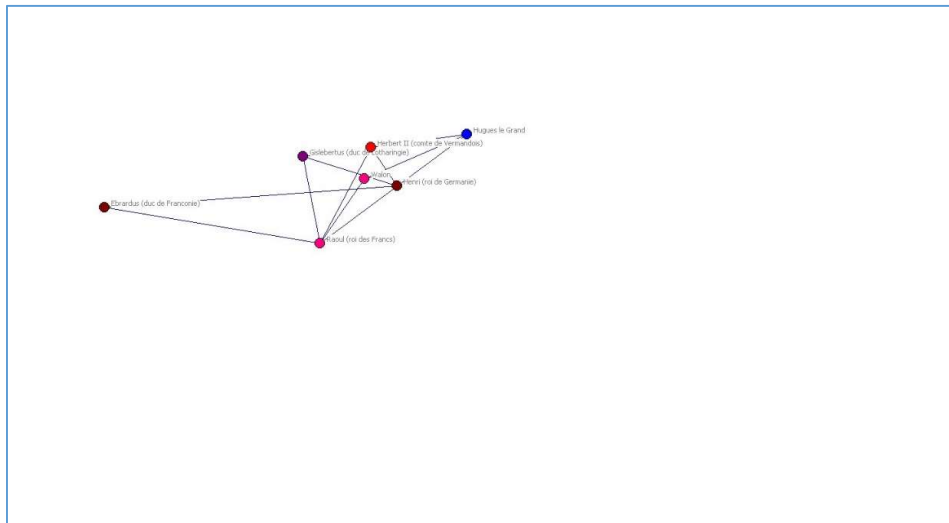 Hugues le Grand
Herbert II (comte de Vermandois)
Gislebertus (duc de Lotharingie)
Walon
Henri (roi de Germanie)
Ebrardus (duc de Franconie)
Raoul (roi des Francs)